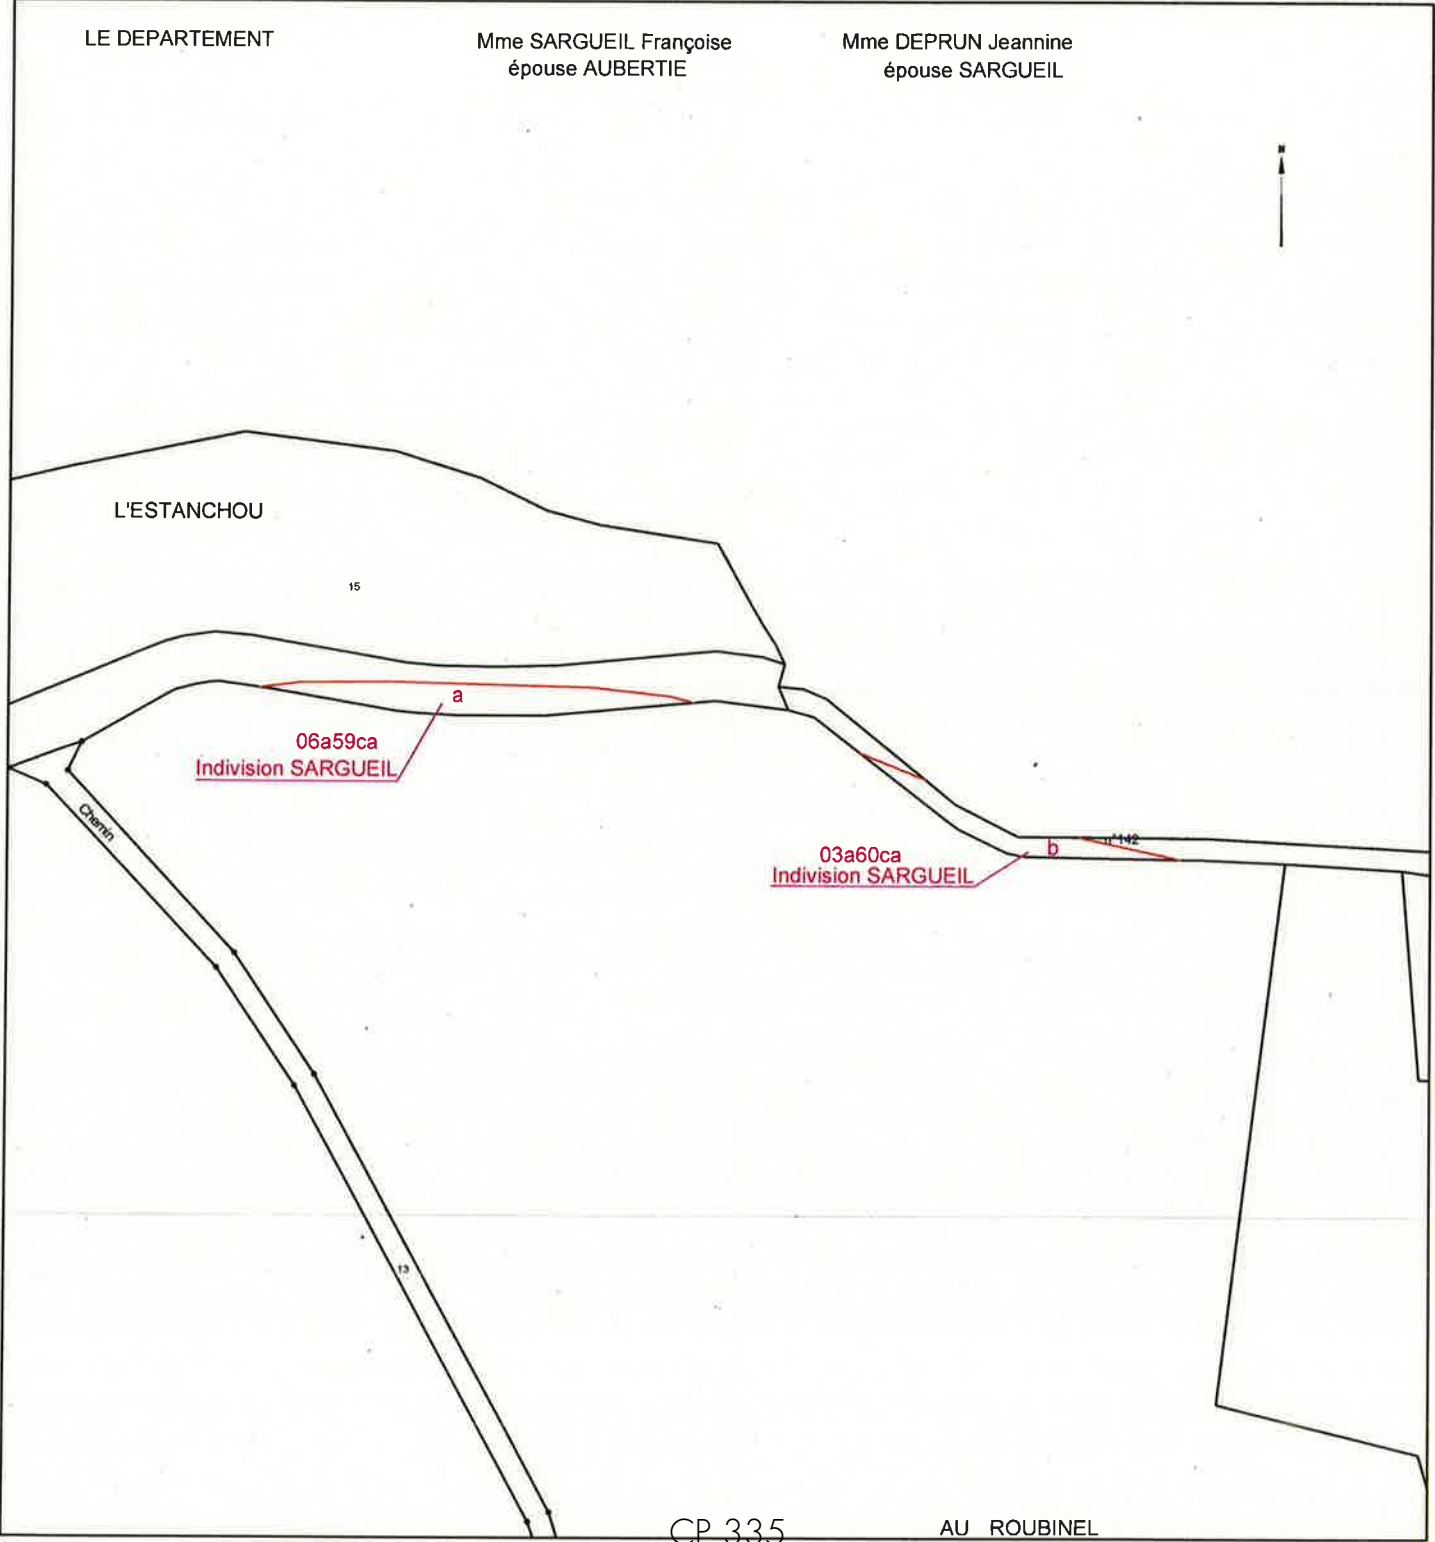 LE DEPARTEMENT
Mme SARGUEIL Françoise
épouse AUBERTIE
Mme DEPRUN Jeannine
épouse SARGUEIL
N
L'ESTANCHOU
15
a
06a59ca
Indivision SARGUEIL
Chemin
n°142
b
03a60ca
Indivision SARGUEIL
13
CP 335
AU ROUBINEL